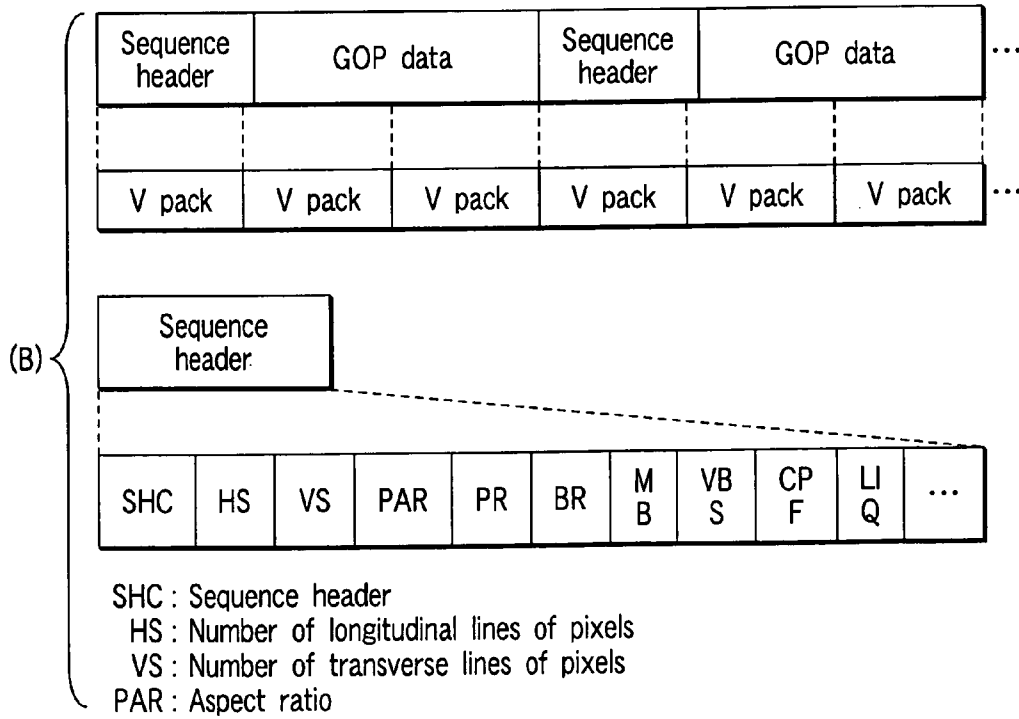 Sequence header GOP data Sequence header GOP data ...
V pack V pack V pack V pack V pack V pack ...
(B)
Sequence
header
SHC HS VS PAR PR BR M B VB S CP F LI Q ...
SHC : Sequence header
HS : Number of longitudinal lines of pixels
VS : Number of transverse lines of pixels
PAR : Aspect ratio